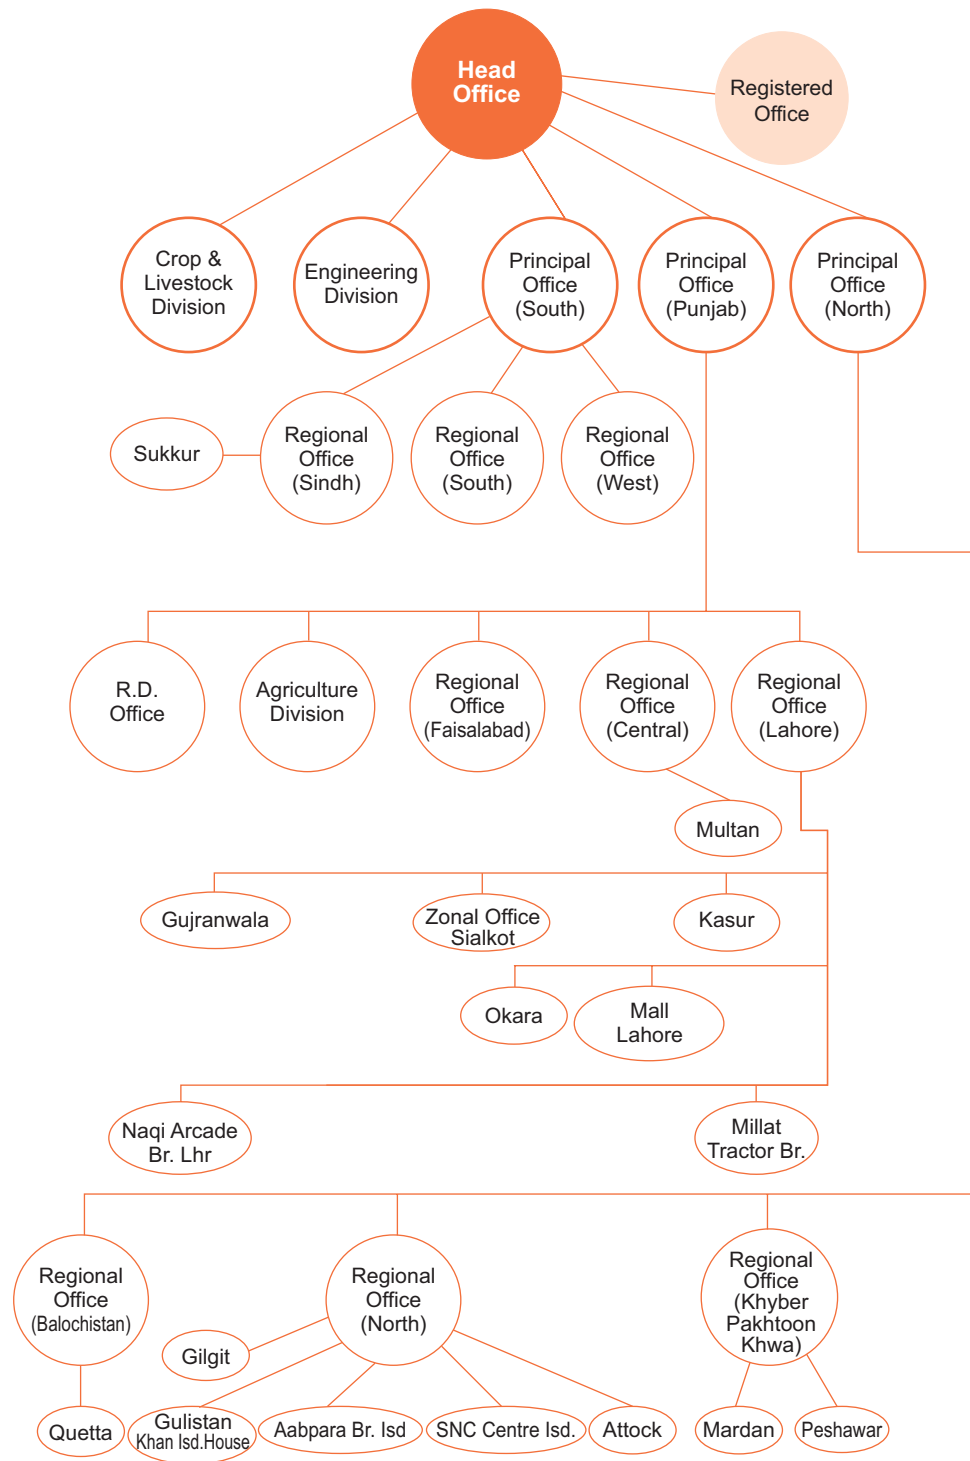 Head
Office
Registered
Office
Crop &
Livestock
Division
Engineering
Division
Principal
Office
(South)
Principal
Office
(Punjab)
Principal
Office
(North)
Sukkur
Regional
Office
(Sindh)
Regional
Office
(South)
Regional
Office
(West)
R.D.
Office
Agriculture
Division
Regional
Office
(Faisalabad)
Regional
Office
(Central)
Regional
Office
(Lahore)
Multan
Gujranwala
Zonal Office
Sialkot
Kasur
Okara
Mall
Lahore
Naqi Arcade
Br. Lhr
Millat
Tractor Br.
Regional
Office
(Balochistan)
Regional
Office
(North)
Regional
Office
(Khyber
Pakhtoon
Khwa)
Gilgit
Quetta
Gulistan
Khan Isd.House
Aabpara Br. Isd
SNC Centre Isd.
Attock
Mardan
Peshawar